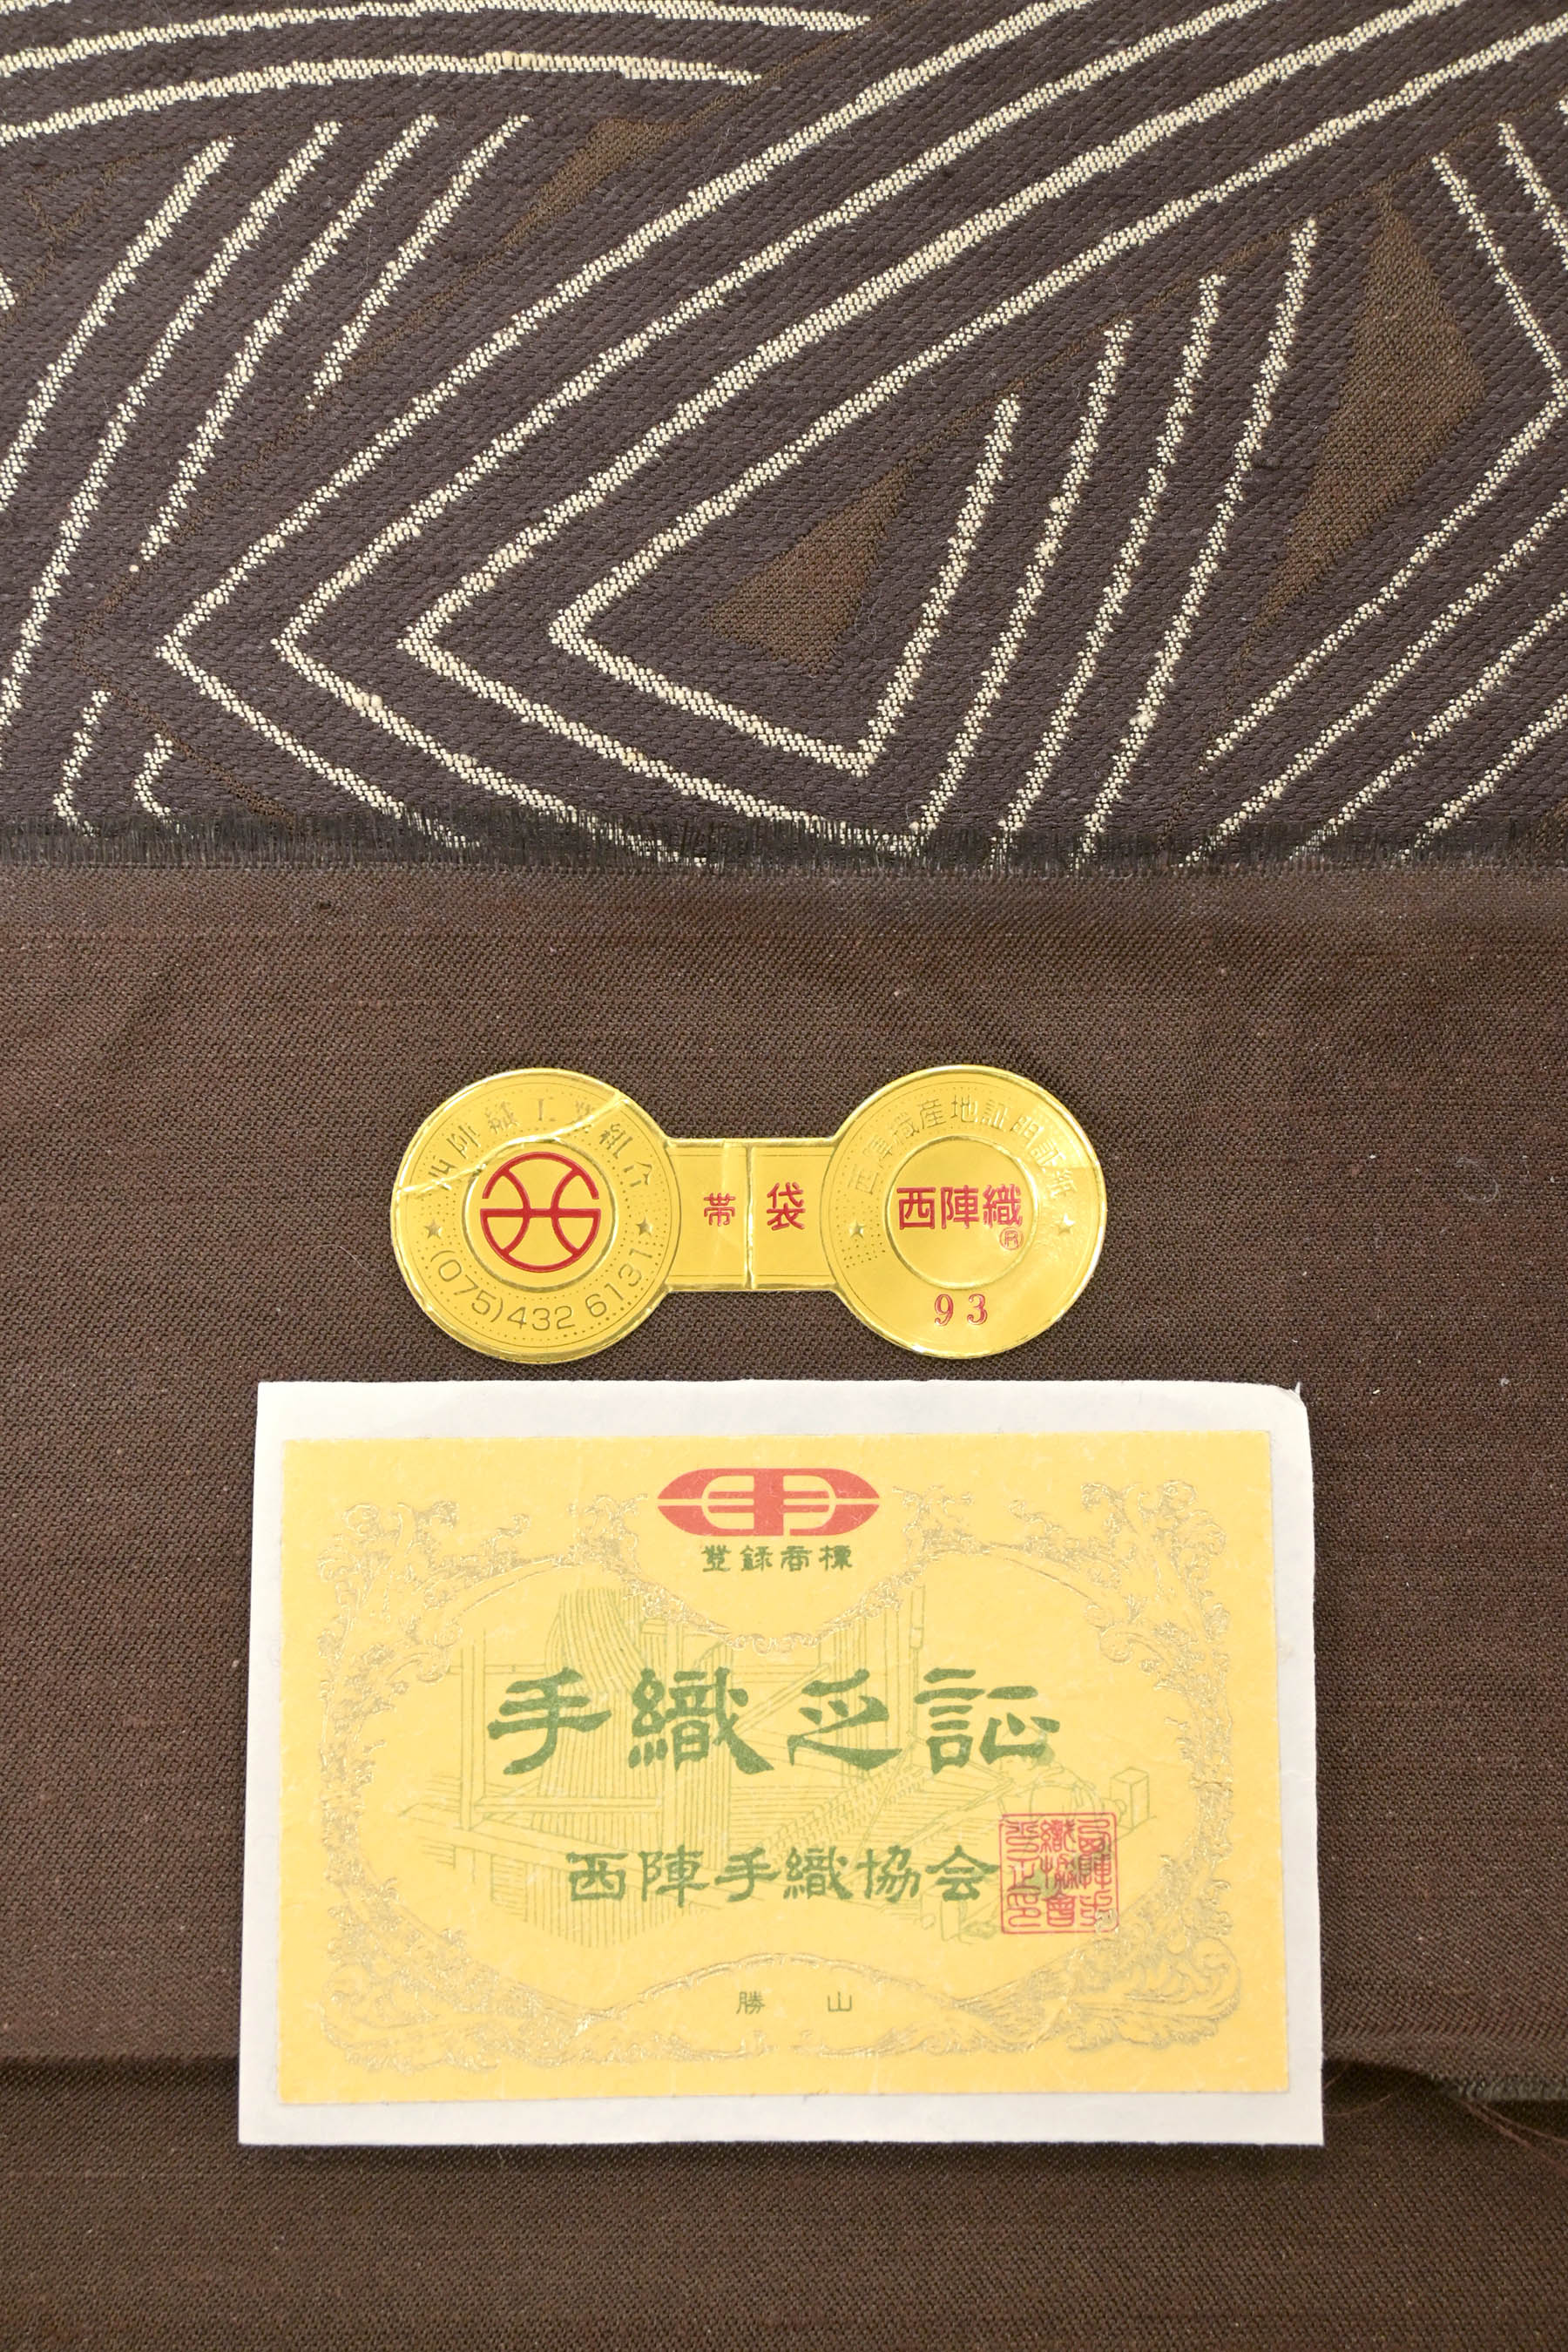 西陣織工業組合
(075)432 6131
帯 袋
西陣織産地証明証紙
西陣織
93
登録商標
手織之証
西陣手織協会
勝 山